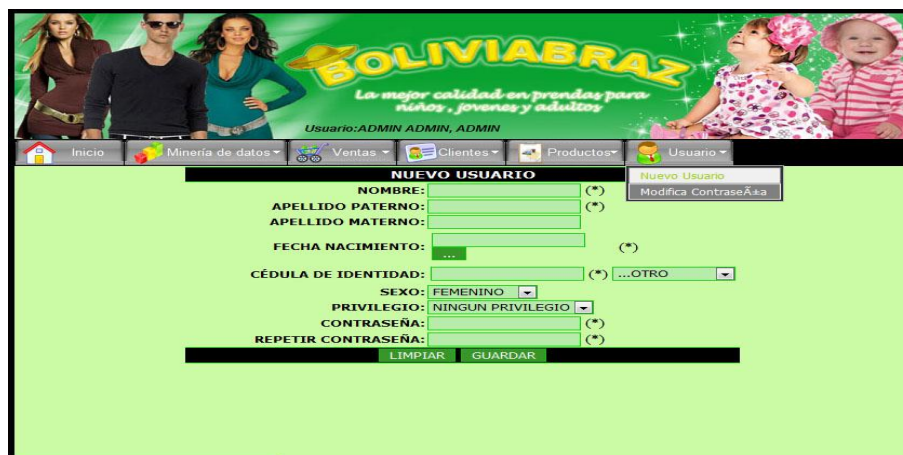 BOLIVIABRAZ
La mejor calidad en prendas para
niños, jovenes y adultos
Usuario:ADMIN ADMIN, ADMIN
Inicio Minería de datos Ventas Clientes Productos Usuario
Nuevo Usuario
Modifica ContraseÃ±a
NUEVO USUARIO
NOMBRE: (*)
APELLIDO PATERNO: (*)
APELLIDO MATERNO:
FECHA NACIMIENTO: (*)
...
CÉDULA DE IDENTIDAD: (*) ...OTRO
SEXO: FEMENINO
PRIVILEGIO: NINGUN PRIVILEGIO
CONTRASEÑA: (*)
REPETIR CONTRASEÑA: (*)
LIMPIAR GUARDAR